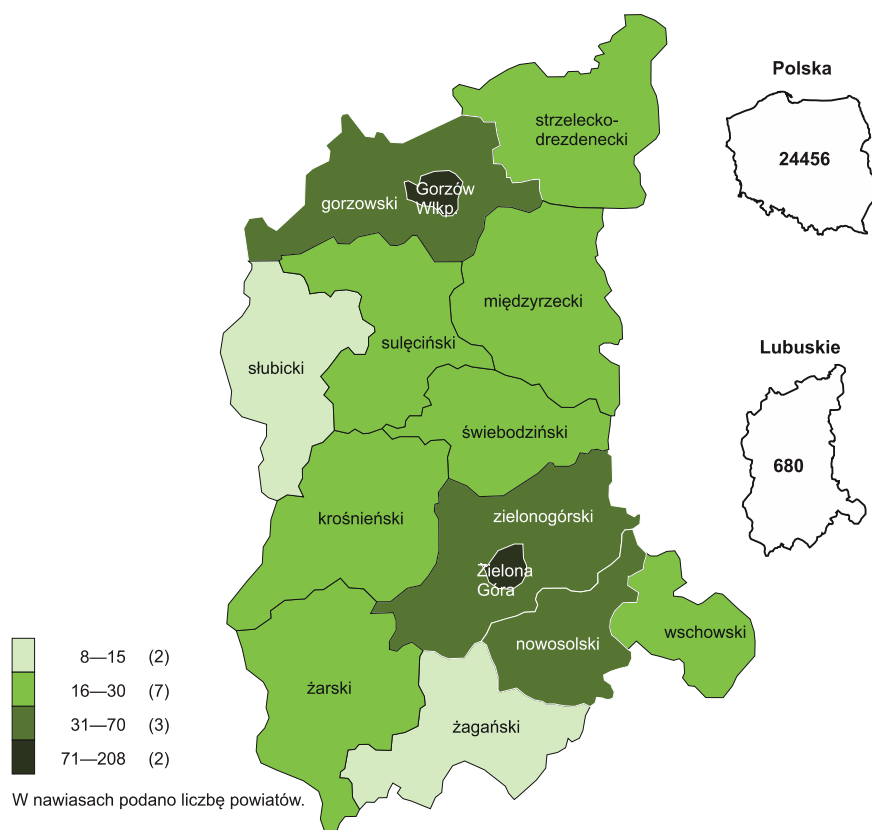 Polska
24456
strzelecko-
drezdenecki
Gorzów
Wlkp.
gorzowski
międzyrzecki
sulęciński
słubicki
Lubuskie
680
świebodziński
krośnieński
zielonogórski
Zielona
Góra
nowosolski
wschowski
żarski
żagański
8—15 (2)
16—30 (7)
31—70 (3)
71—208 (2)
W nawiasach podano liczbę powiatów.